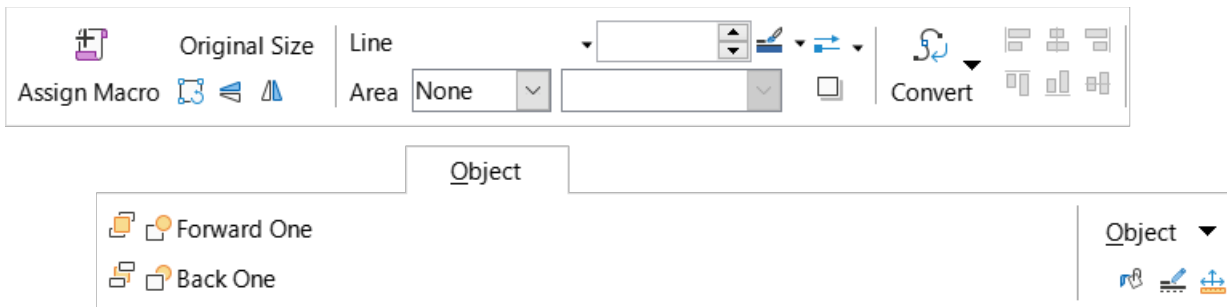 Original Size
Line
Assign Macro
Area
None
Convert
Object
Forward One
Object
Back One